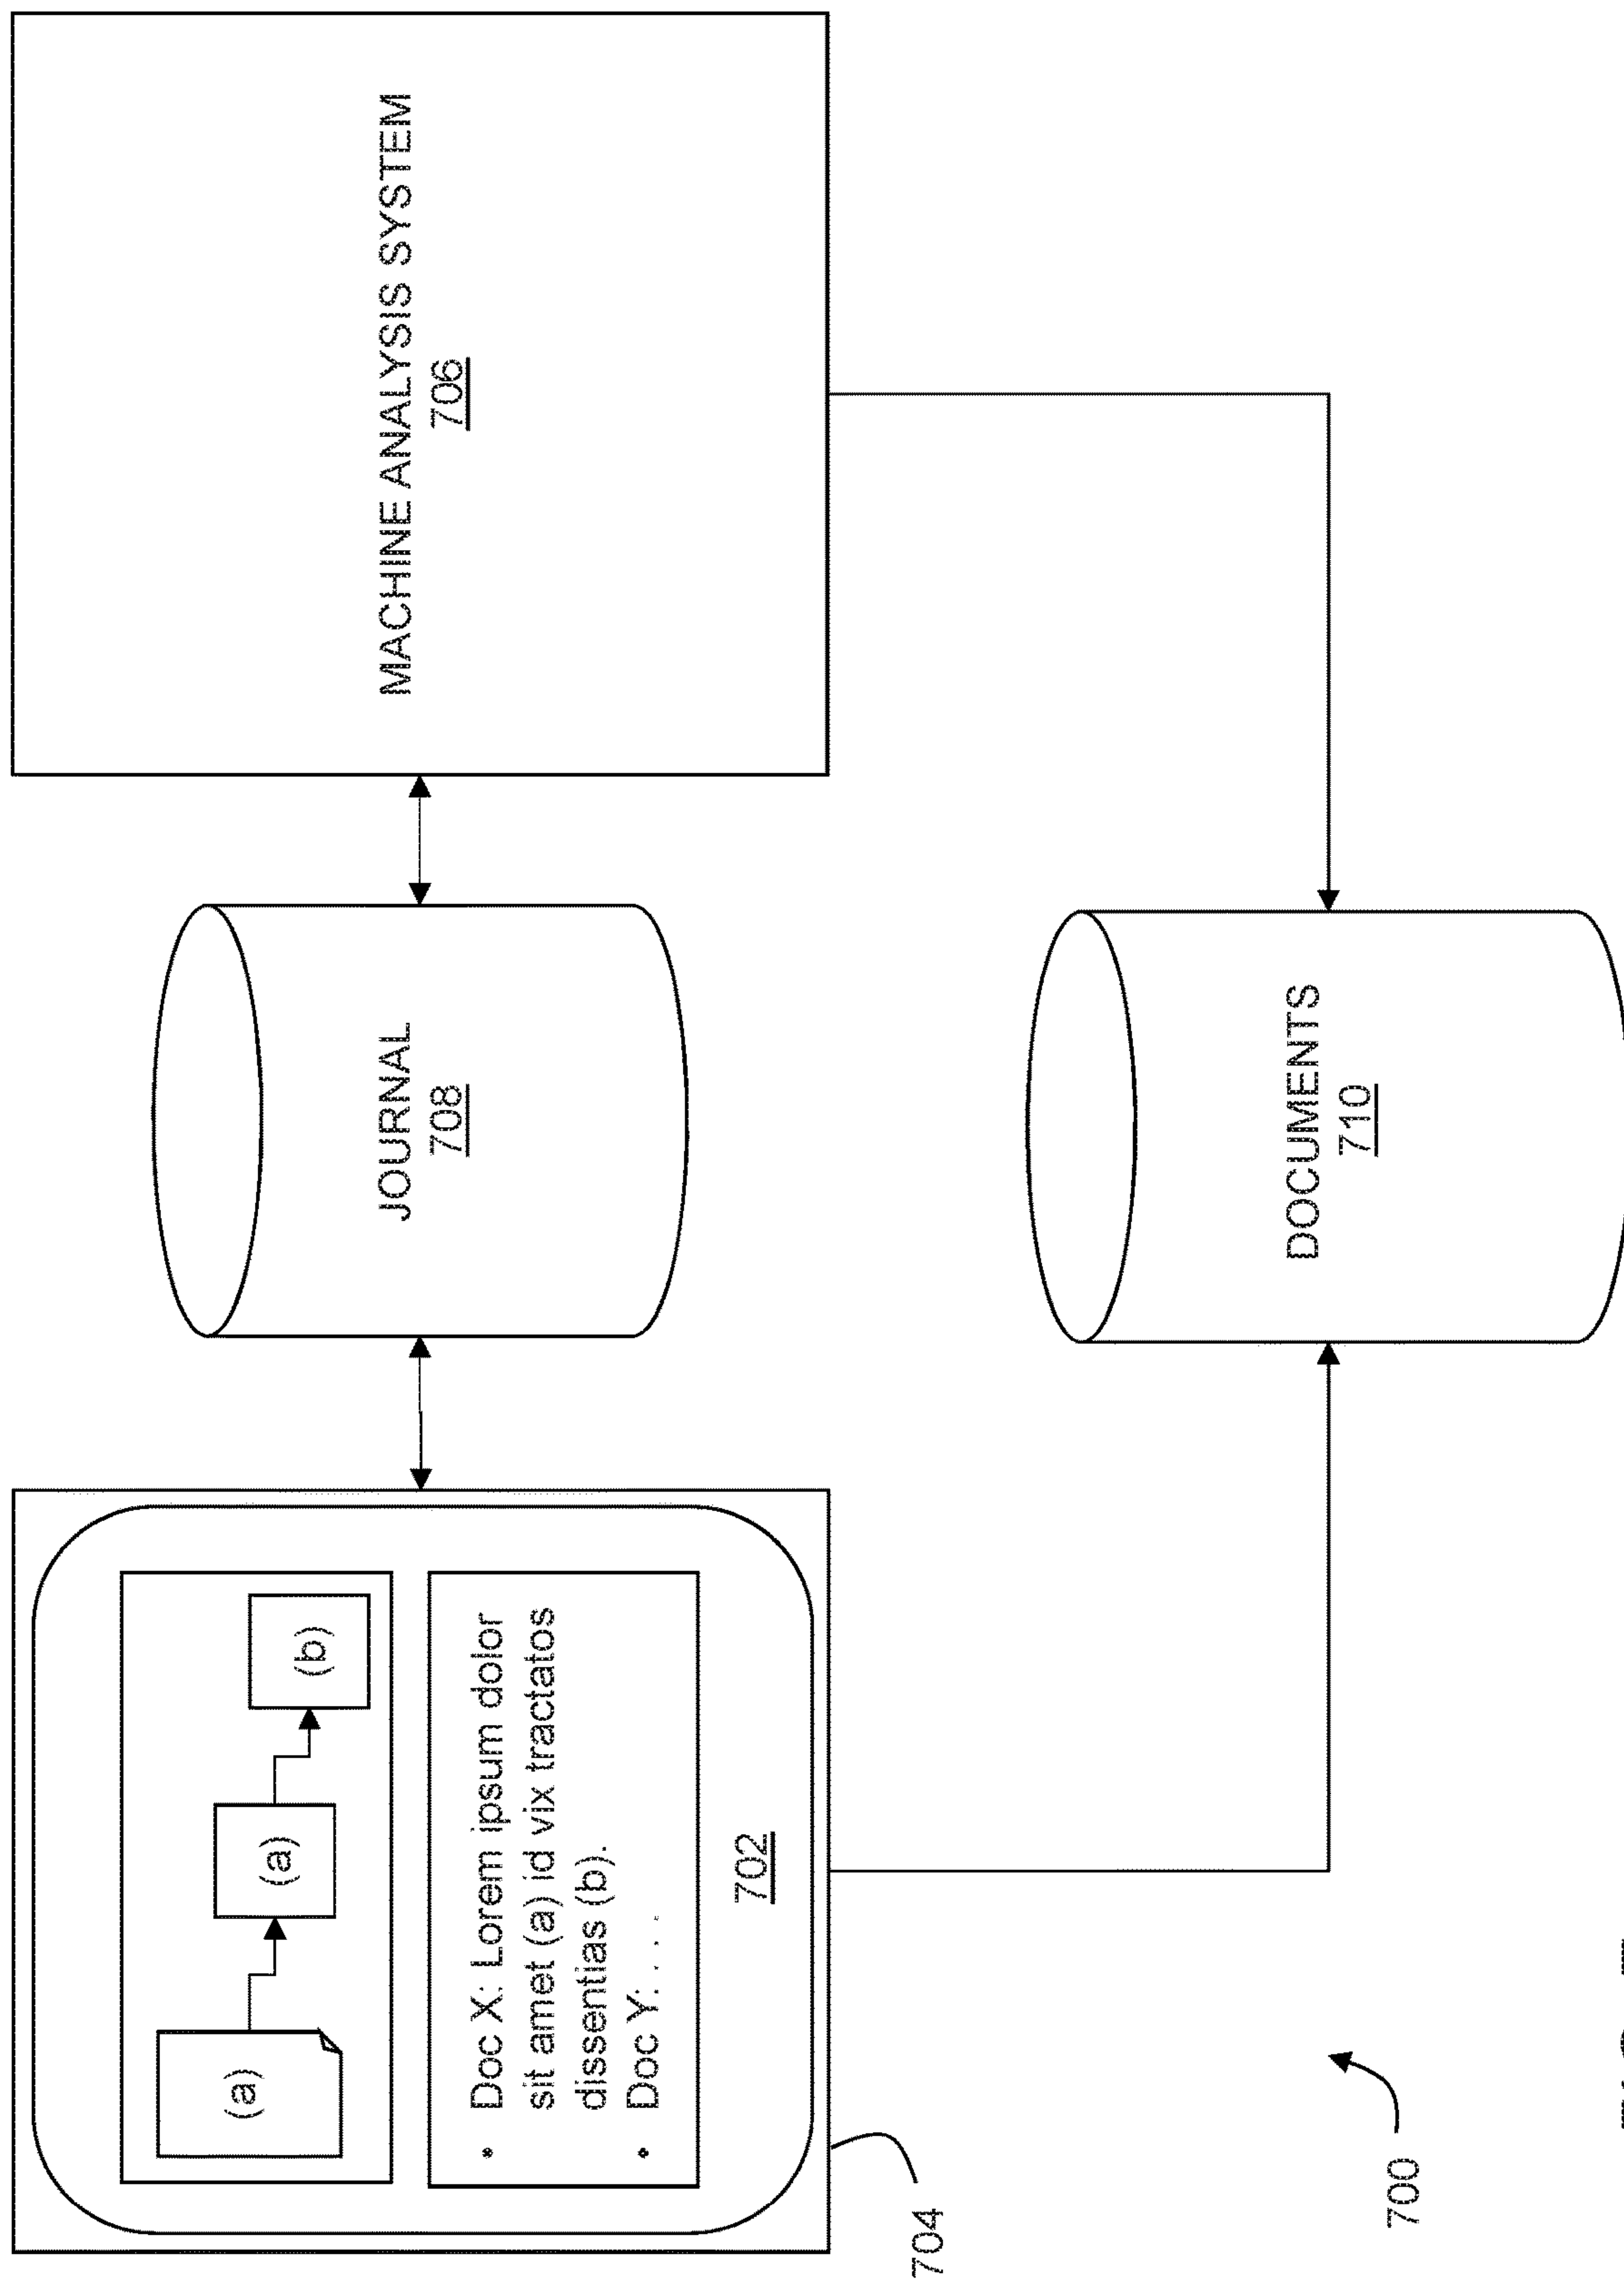 (a)
(a)
(b)
• Doc X: Lorem ipsum dolor
sit amet (a) id vix tractatos
dissentias (b).
• Doc Y: . . . .
702
704
JOURNAL
708
MACHINE ANALYSIS SYSTEM
706
DOCUMENTS
710
700